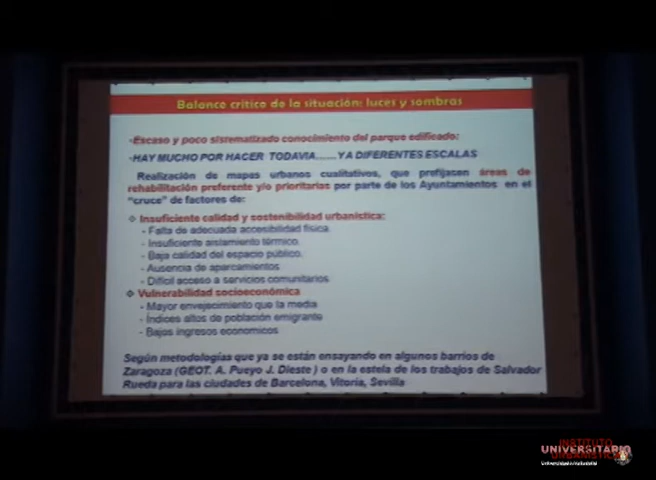 Balance crítico de la situación: luces y sombras
-Escaso y poco sistematizado conocimiento del parque edificado:
-HAY MUCHO POR HACER TODAVIA......YA DIFERENTES ESCALAS
Realización de mapas urbanos cualitativos, que prefijasen áreas de
rehabilitación preferente y/o prioritarias por parte de los Ayuntamientos en el
"cruce" de factores de:
❖ Insuficiente calidad y sostenibilidad urbanística:
- Falta de adecuada accesibilidad física.
- Insuficiente aislamiento térmico.
- Baja calidad del espacio público.
- Ausencia de aparcamientos
- Difícil acceso a servicios comunitarios
❖ Vulnerabilidad socioeconómica
- Mayor envejecimiento que la media
- Índices altos de población emigrante
- Bajos ingresos económicos
Según metodologías que ya se están ensayando en algunos barrios de
Zaragoza (GEOT. A. Pueyo J. Dieste) o en la estela de los trabajos de Salvador
Rueda para las ciudades de Barcelona, Vitoria, Sevilla
INSTITUTO
UNIVERSITARIO
URBANÍSTICA